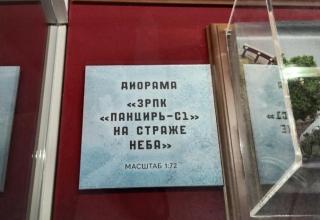 ДИОРАМА
«ЗРПК
«ПАНЦИРЬ-С1»
НА СТРАЖЕ
НЕБА»
МАСШТАБ 1:72